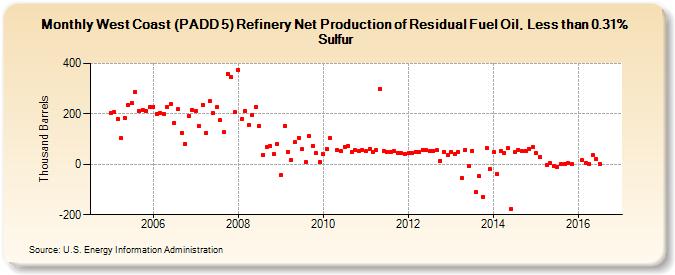 Monthly West Coast (PADD 5) Refinery Net Production of Residual Fuel Oil, Less than 0.31%
Sulfur
Thousand Barrels
400
200
0
-200
2006
2008
2010
2012
2014
2016
Source: U.S. Energy Information Administration